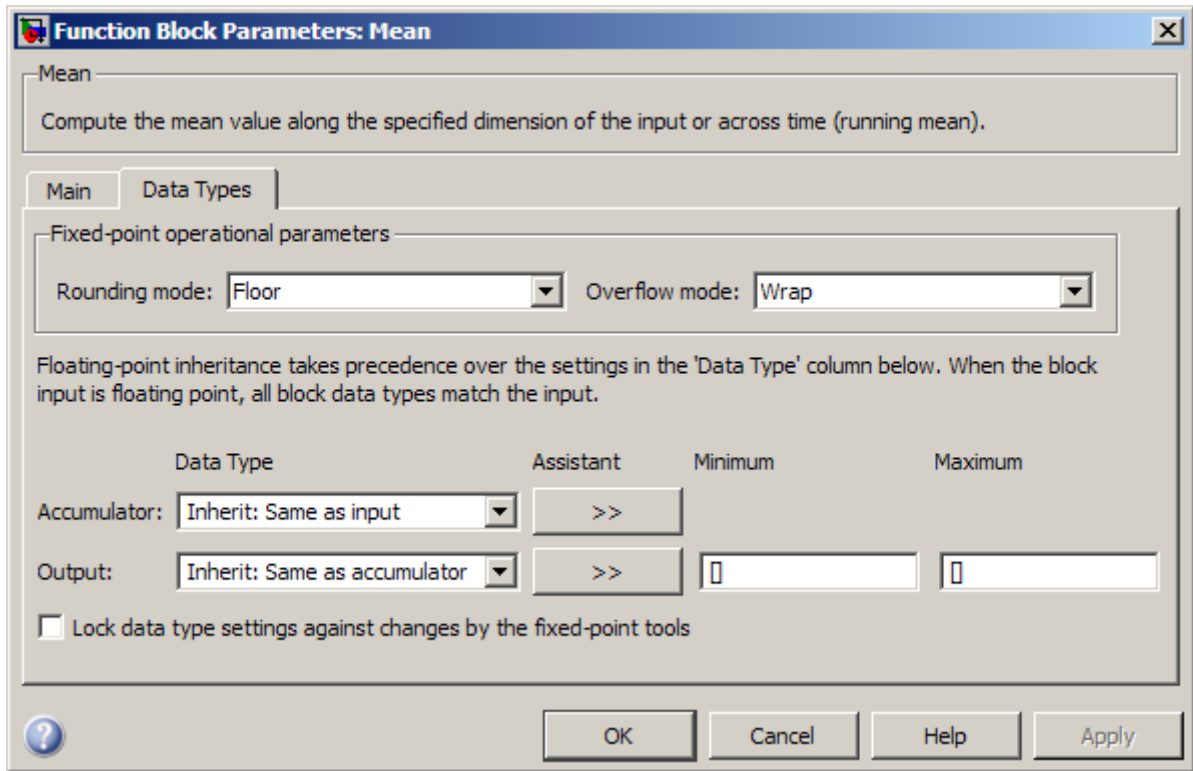 Function Block Parameters: Mean
Mean
Compute the mean value along the specified dimension of the input or across time (running mean).
Main Data Types
Fixed-point operational parameters
Rounding mode: Floor Overflow mode: Wrap
Floating-point inheritance takes precedence over the settings in the 'Data Type' column below. When the block
input is floating point, all block data types match the input.
Data Type Assistant Minimum Maximum
Accumulator: Inherit: Same as input >>
Output: Inherit: Same as accumulator >> [] []
Lock data type settings against changes by the fixed-point tools
? OK Cancel Help Apply